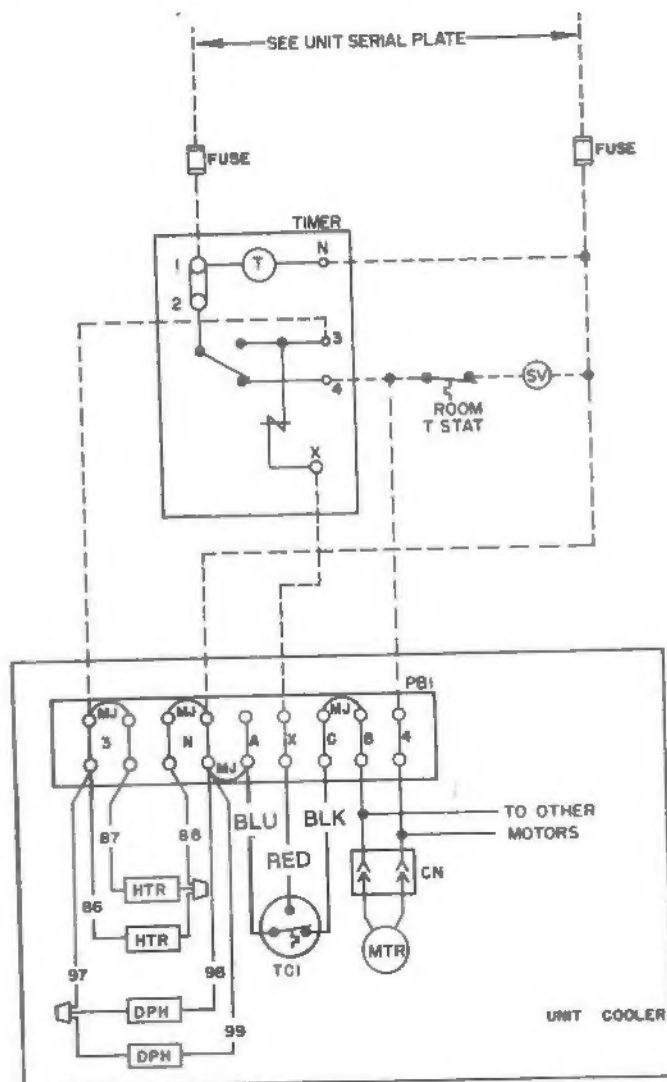 SEE UNIT SERIAL PLATE
FUSE
FUSE
TIMER
1
T
N
2
3
4
SV
ROOM
T STAT
X
PB1
MJ
MJ
MJ
3
N
A
X
C
B
4
MJ
BLU
BLK
TO OTHER
MOTORS
87
88
RED
CN
HTR
86
HTR
TC1
MTR
97
98
DPH
99
UNIT COOLER
DPH